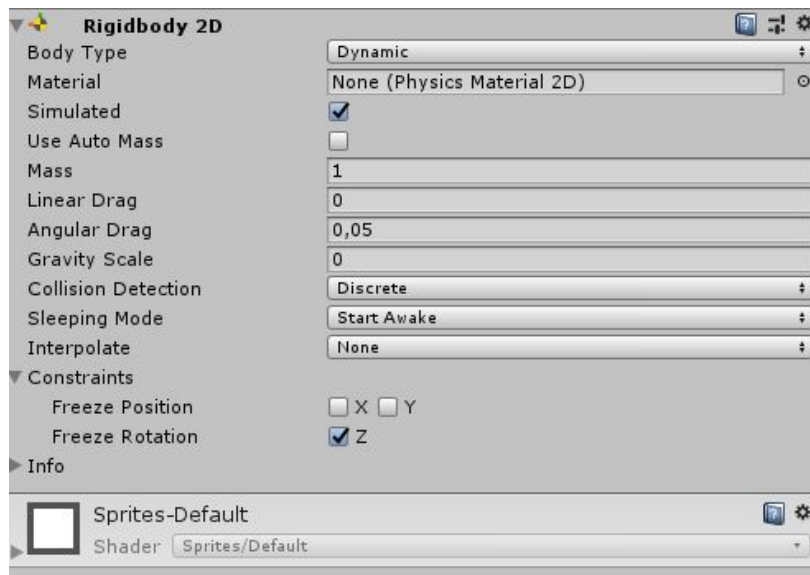 Rigidbody 2D
Body Type Dynamic
Material None (Physics Material 2D)
Simulated
Use Auto Mass
Mass 1
Linear Drag 0
Angular Drag 0,05
Gravity Scale 0
Collision Detection Discrete
Sleeping Mode Start Awake
Interpolate None
Constraints
Freeze Position X Y
Freeze Rotation Z
Info
Sprites-Default
Shader Sprites/Default